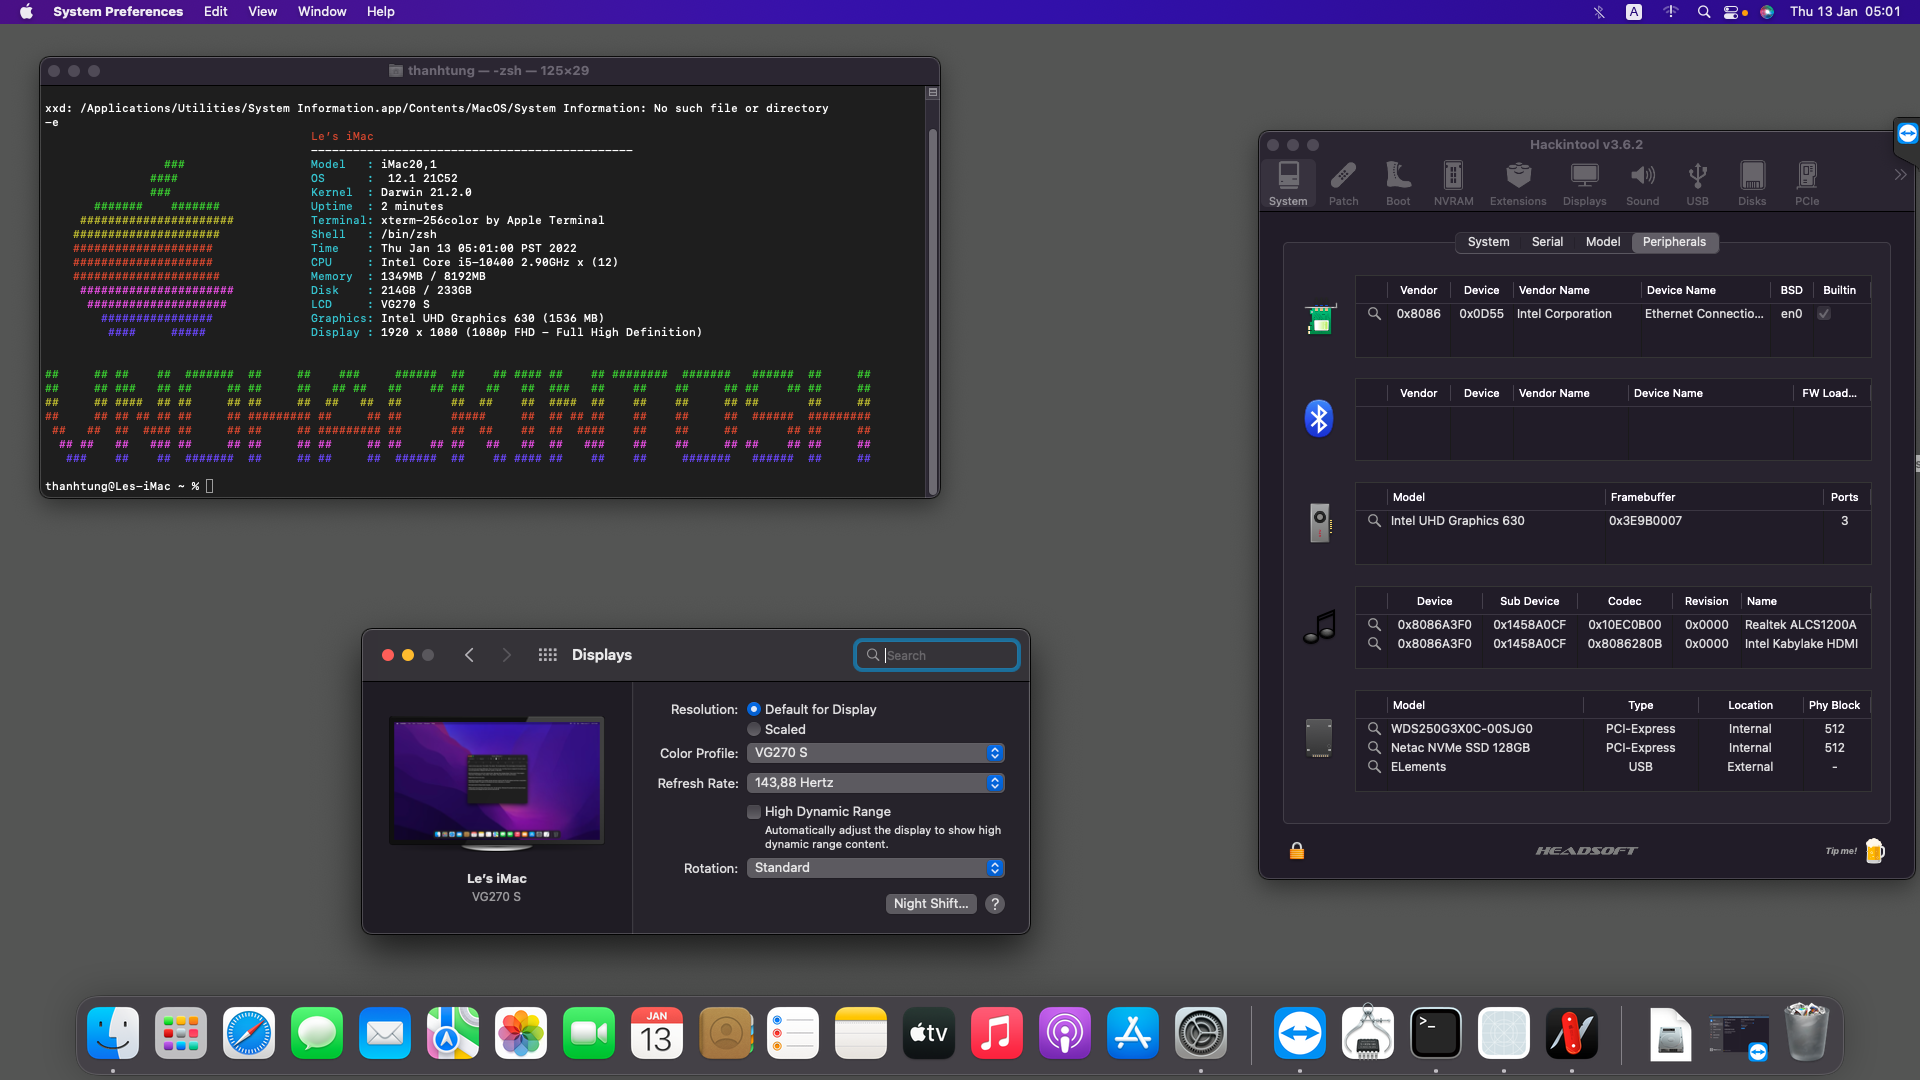 System Preferences Edit View Window Help
A
Thu 13 Jan 05:01
thanhtung — -zsh — 125×29
xxd: /Applications/Utilities/System Information.app/Contents/MacOS/System Information: No such file or directory
-e
Le’s iMac
Model : iMac20,1
OS : 12.1 21C52
Kernel : Darwin 21.2.0
Uptime : 2 minutes
Terminal: xterm-256color by Apple Terminal
Shell : /bin/zsh
Time : Thu Jan 13 05:01:00 PST 2022
CPU : Intel Core i5-10400 2.90GHz x (12)
Memory : 1349MB / 8192MB
Disk : 214GB / 233GB
LCD : VG270 S
Graphics: Intel UHD Graphics 630 (1536 MB)
Display : 1920 x 1080 (1080p FHD - Full High Definition)
VNOHACKINTOSH
thanhtung@Les-iMac ~ %
Hackintool v3.6.2
System Patch Boot NVRAM Extensions Displays Sound USB Disks PCIe
System Serial Model Peripherals
Vendor Device Vendor Name Device Name BSD Builtin
0x8086 0x0D55 Intel Corporation Ethernet Connectio... en0
Vendor Device Vendor Name Device Name FW Load...
Model Framebuffer Ports
Intel UHD Graphics 630 0x3E9B0007 3
Device Sub Device Codec Revision Name
0x8086A3F0 0x1458A0CF 0x10EC0B00 0x0000 Realtek ALCS1200A
0x8086A3F0 0x1458A0CF 0x8086280B 0x0000 Intel Kabylake HDMI
Model Type Location Phy Block
WDS250G3X0C-00SJG0 PCI-Express Internal 512
Netac NVMe SSD 128GB PCI-Express Internal 512
ELements USB External -
HEADSOFT
Tip me!
Displays
Search
Resolution: Default for Display
Scaled
Color Profile: VG270 S
Refresh Rate: 143,88 Hertz
High Dynamic Range
Automatically adjust the display to show high
dynamic range content.
Rotation: Standard
Night Shift... ?
Le’s iMac
VG270 S
JAN
13
tv
>_